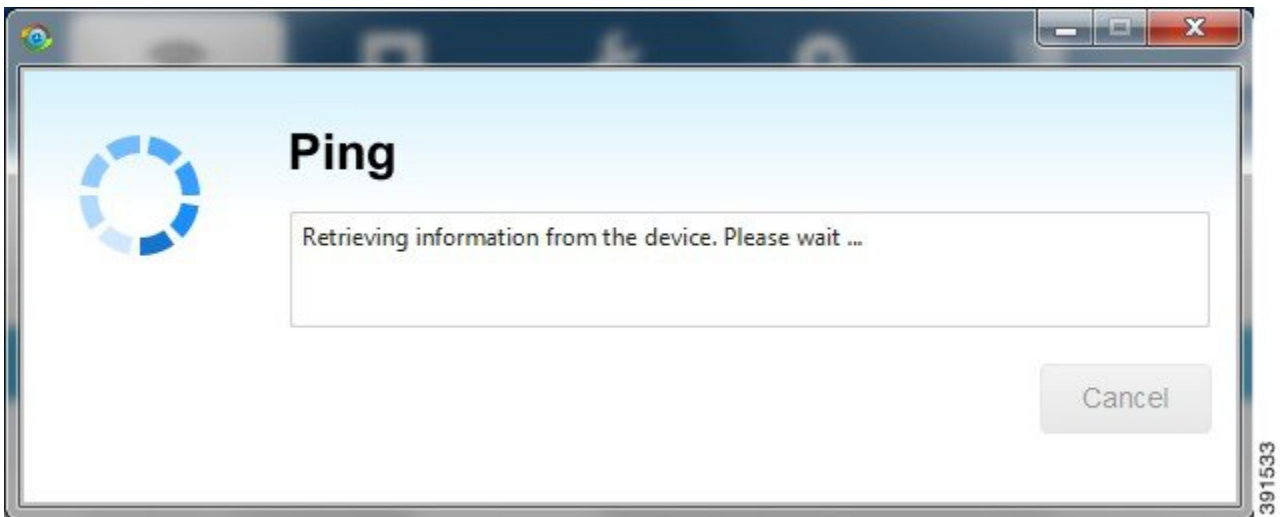 Ping
Retrieving information from the device. Please wait ...
Cancel
391533